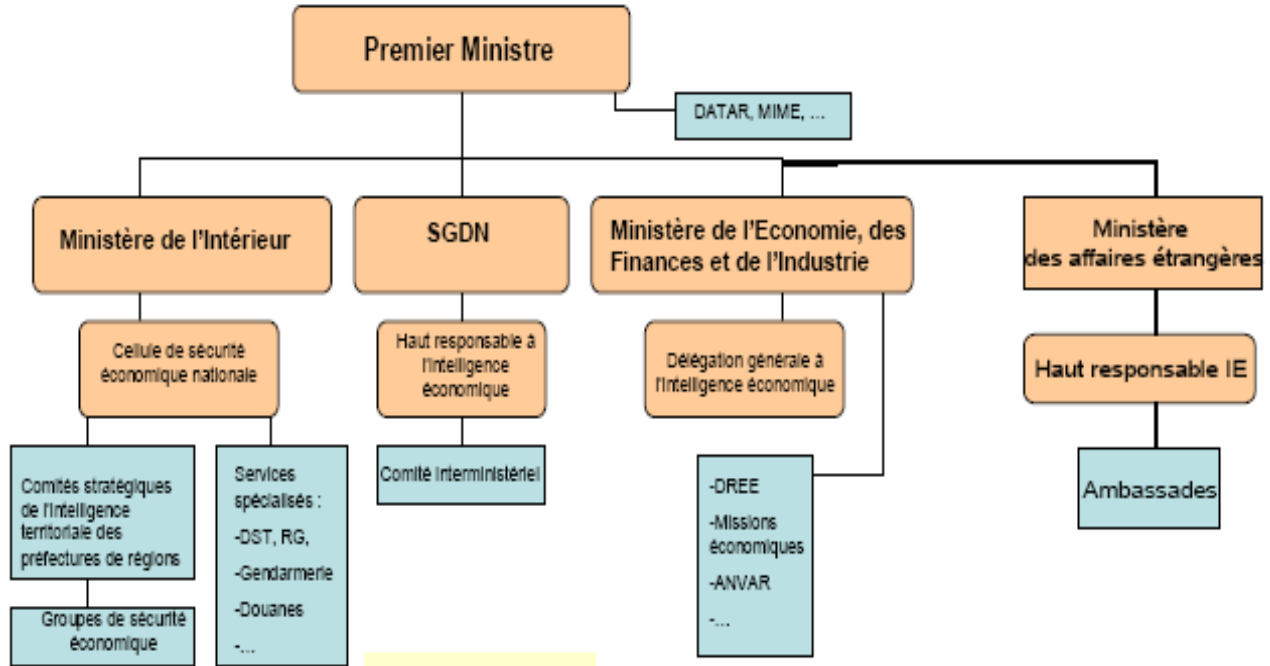 Premier Ministre
DATAR, MIME, ...
Ministère de l'Intérieur
SGDN
Ministère de l'Economie, des
Finances et de l'Industrie
Ministère
des affaires étrangères
Cellule de sécurité
économique nationale
Haut responsable à
l'Intelligence
économique
Délégation générale à
l'Intelligence économique
Haut responsable IE
Comités stratégiques
de l'Intelligence
territoriale des
préfectures de régions
Services
spécialisés :
-DST, RG,
-Gendarmerie
-Douanes
-...
Comité Interministériel
-DREE
-Missions
économiques
-ANVAR
-...
Ambassades
Groupes de sécurité
économique